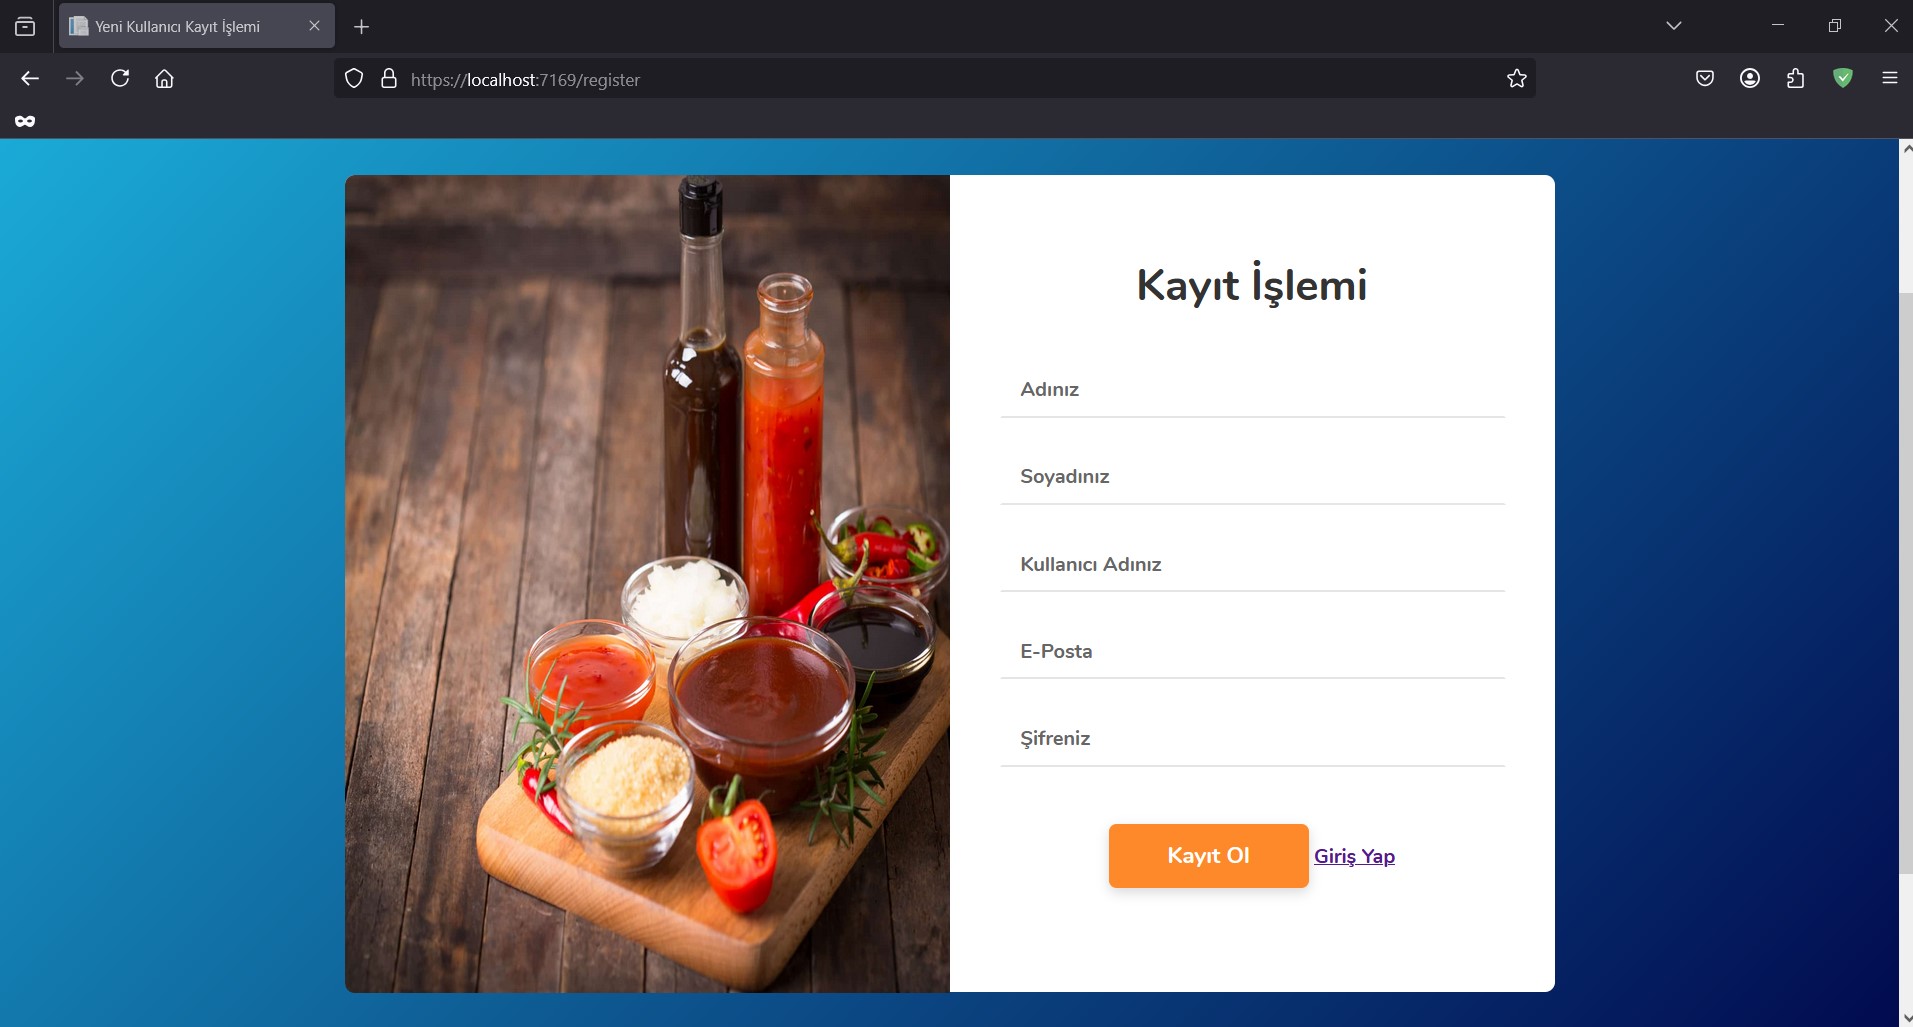 Yeni Kullanıcı Kayıt İşlemi
https://localhost:7169/register
Kayıt İşlemi
Adınız
Soyadınız
Kullanıcı Adınız
E-Posta
Şifreniz
Kayıt Ol Giriş Yap